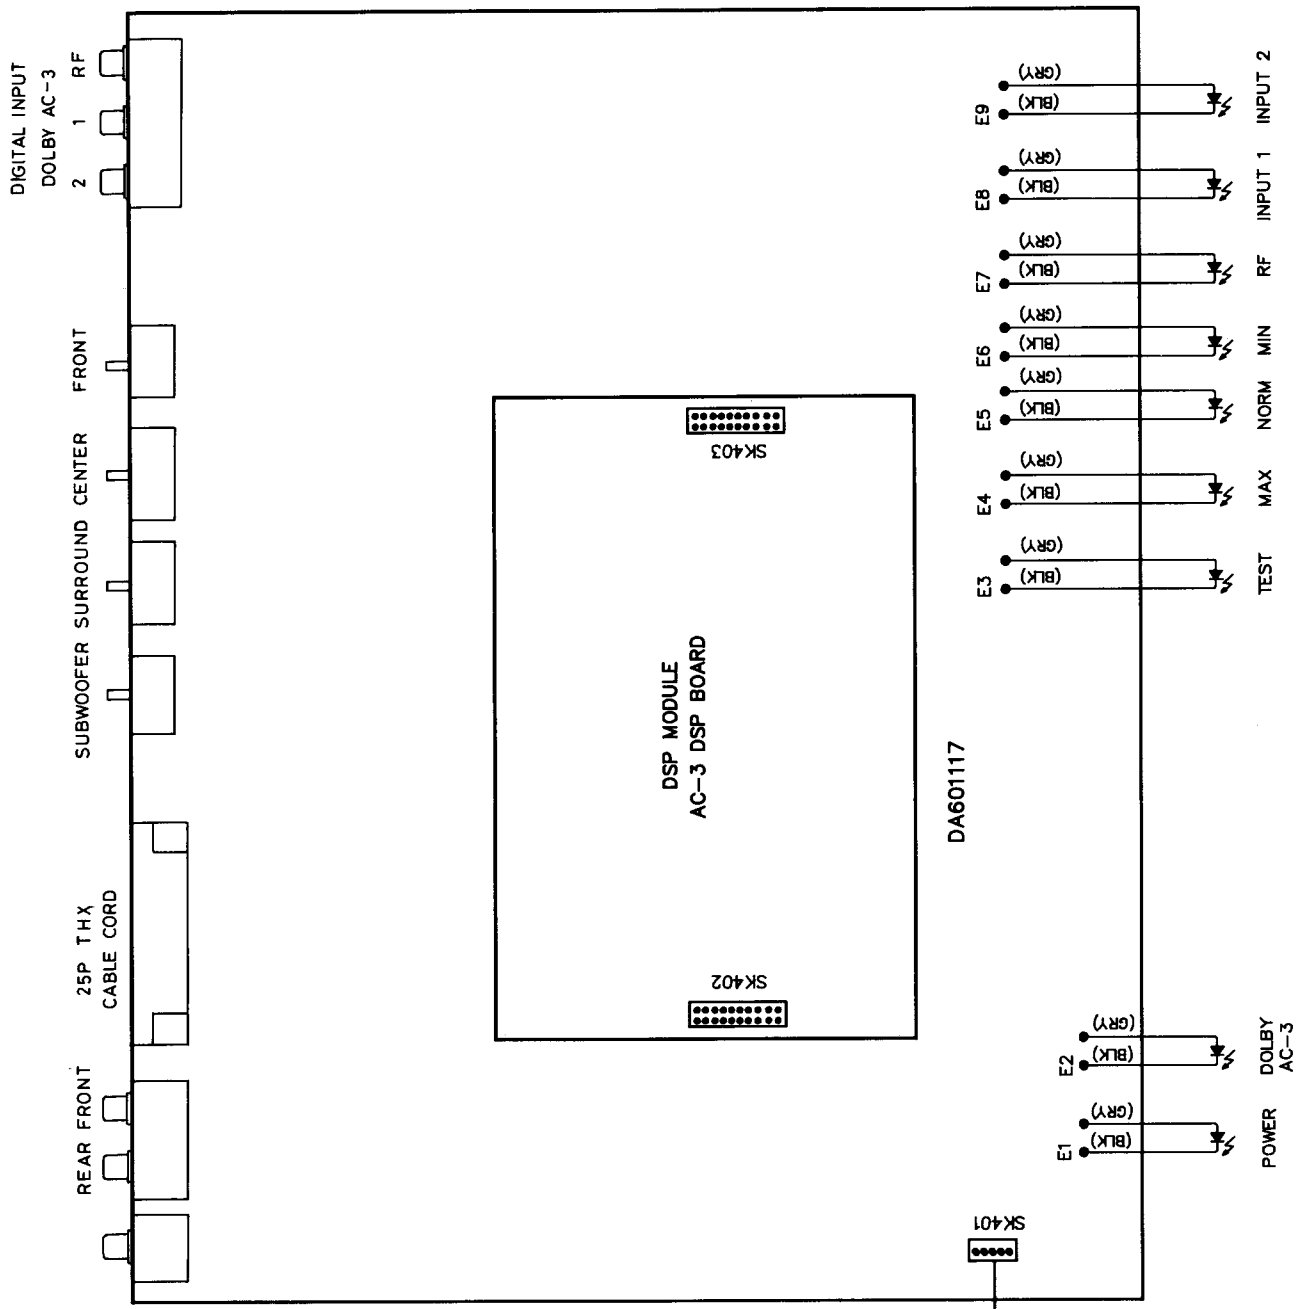 DIGITAL INPUT
DOLBY AC-3
2 1 RF
FRONT
CENTER
SURROUND
SUBWOOFER
25P THX
CABLE CORD
REAR FRONT
SK403
DSP MODULE
AC-3 DSP BOARD
SK402
DA601117
SK401
E9
(GRY)
(BLK)
INPUT 2
E8
(GRY)
(BLK)
INPUT 1
E7
(GRY)
(BLK)
RF
E6
(GRY)
(BLK)
MIN
E5
(GRY)
(BLK)
NORM
E4
(GRY)
(BLK)
MAX
E3
(GRY)
(BLK)
TEST
E2
(GRY)
(BLK)
DOLBY
AC-3
E1
(GRY)
(BLK)
POWER